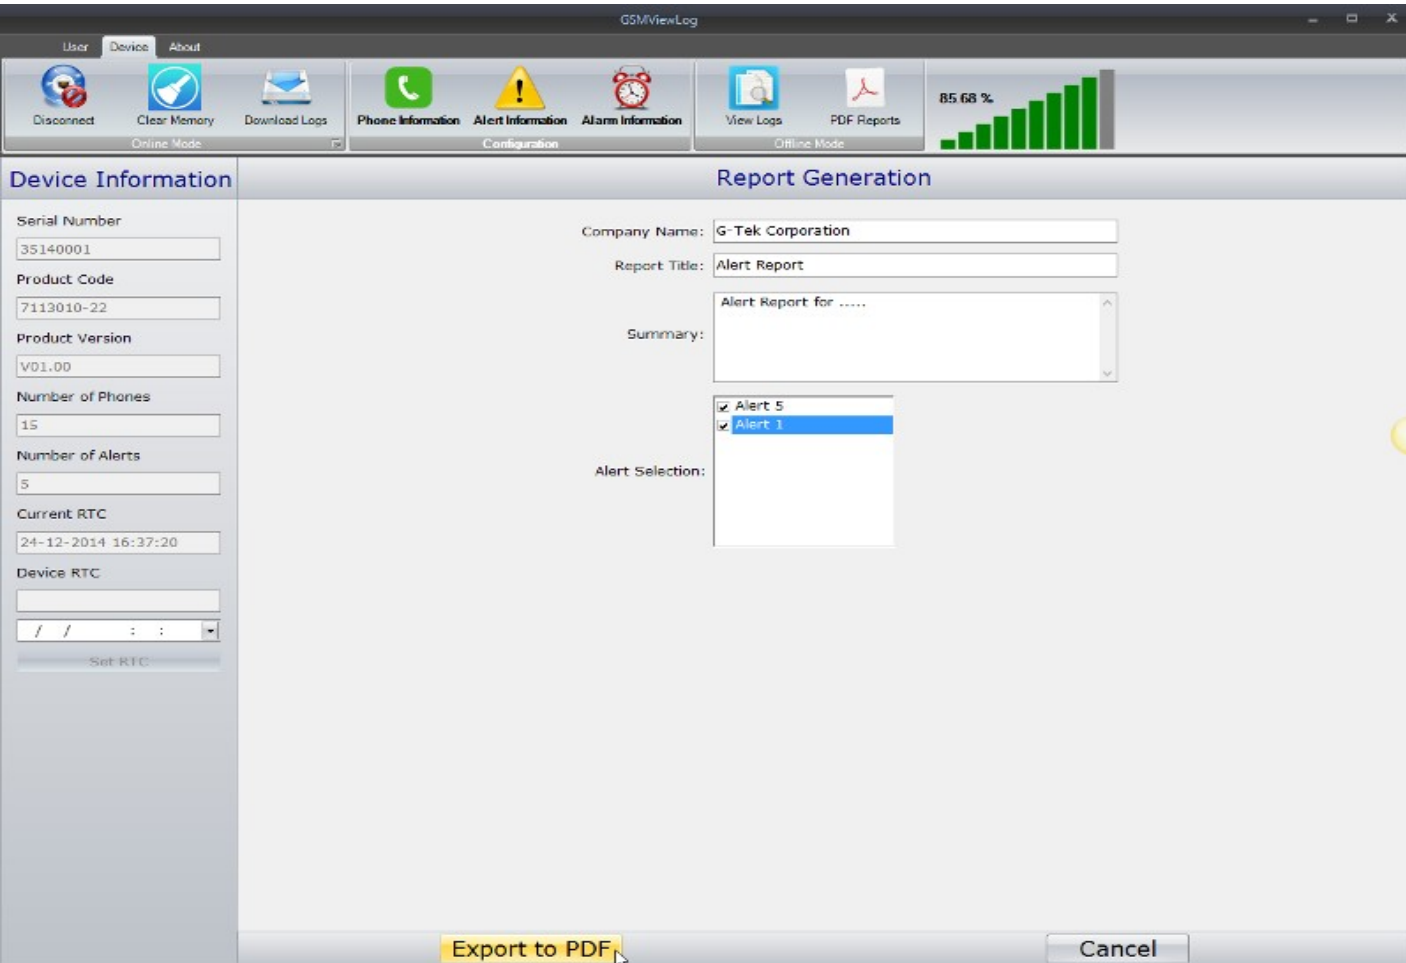 GSMViewLog
User Device About
Disconnect Clear Memory Download Logs Phone Information Alert Information Alarm Information View Logs PDF Reports 85.68 %
Online Mode Configuration Offline Mode
Device Information
Report Generation
Serial Number
35140001
Product Code
7113010-22
Product Version
V01.00
Number of Phones
15
Number of Alerts
5
Current RTC
24-12-2014 16:37:20
Device RTC
/ / : :
Set RTC
Company Name: G-Tek Corporation
Report Title: Alert Report
Summary: Alert Report for .....
Alert Selection:
Alert 5
Alert 1
Export to PDF
Cancel